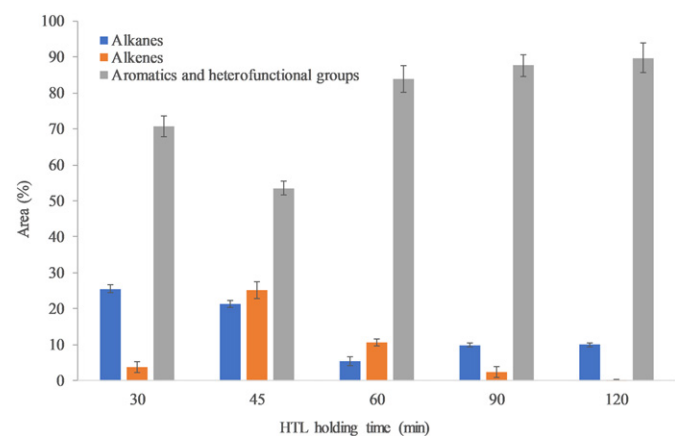 100
90
80
70
60
50
40
30
20
10
0
Area (%)
Alkanes
Alkenes
Aromatics and heterofunctional groups
30 45 60 90 120
HTL holding time (min)